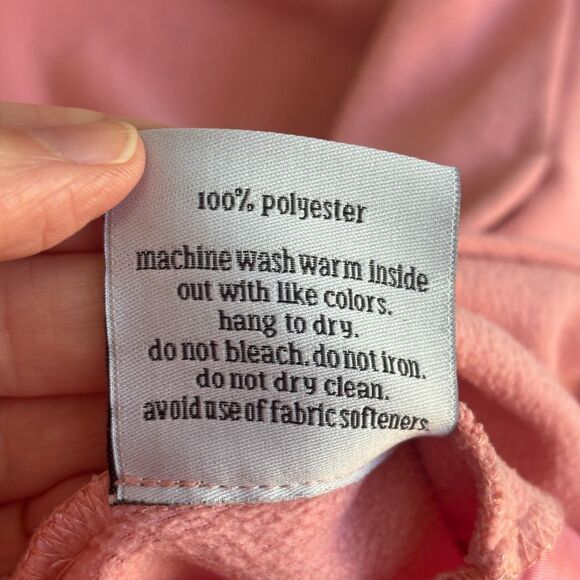 100% polyester
machine wash warm inside
out with like colors.
hang to dry.
do not bleach. do not iron.
do not dry clean.
avoid use of fabric softeners.